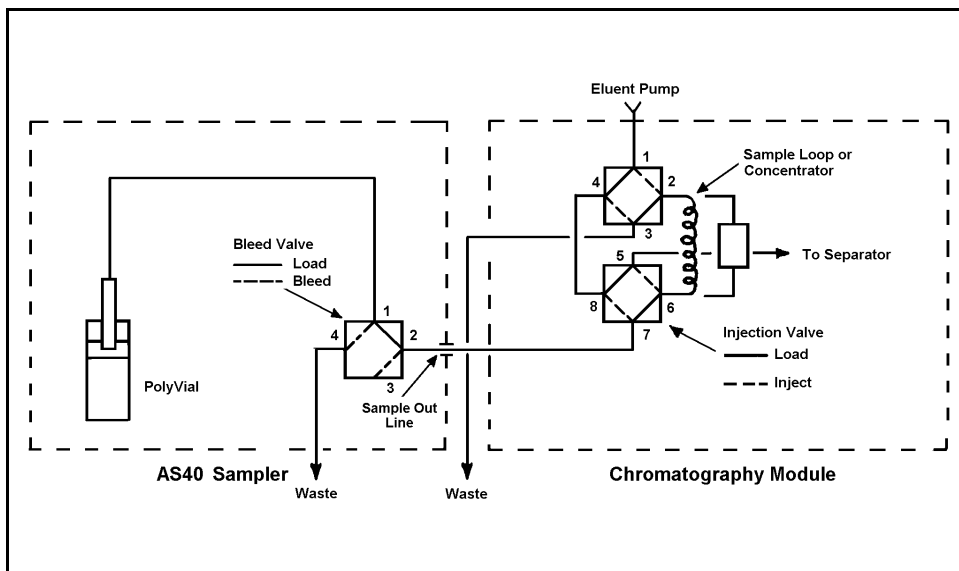 Eluent Pump
1
4
2
3
Sample Loop or
Concentrator
Bleed Valve
Load
Bleed
1
4
2
3
5
8
6
7
To Separator
Injection Valve
Load
Inject
PolyVial
Sample Out
Line
AS40 Sampler
Waste
Waste
Chromatography Module